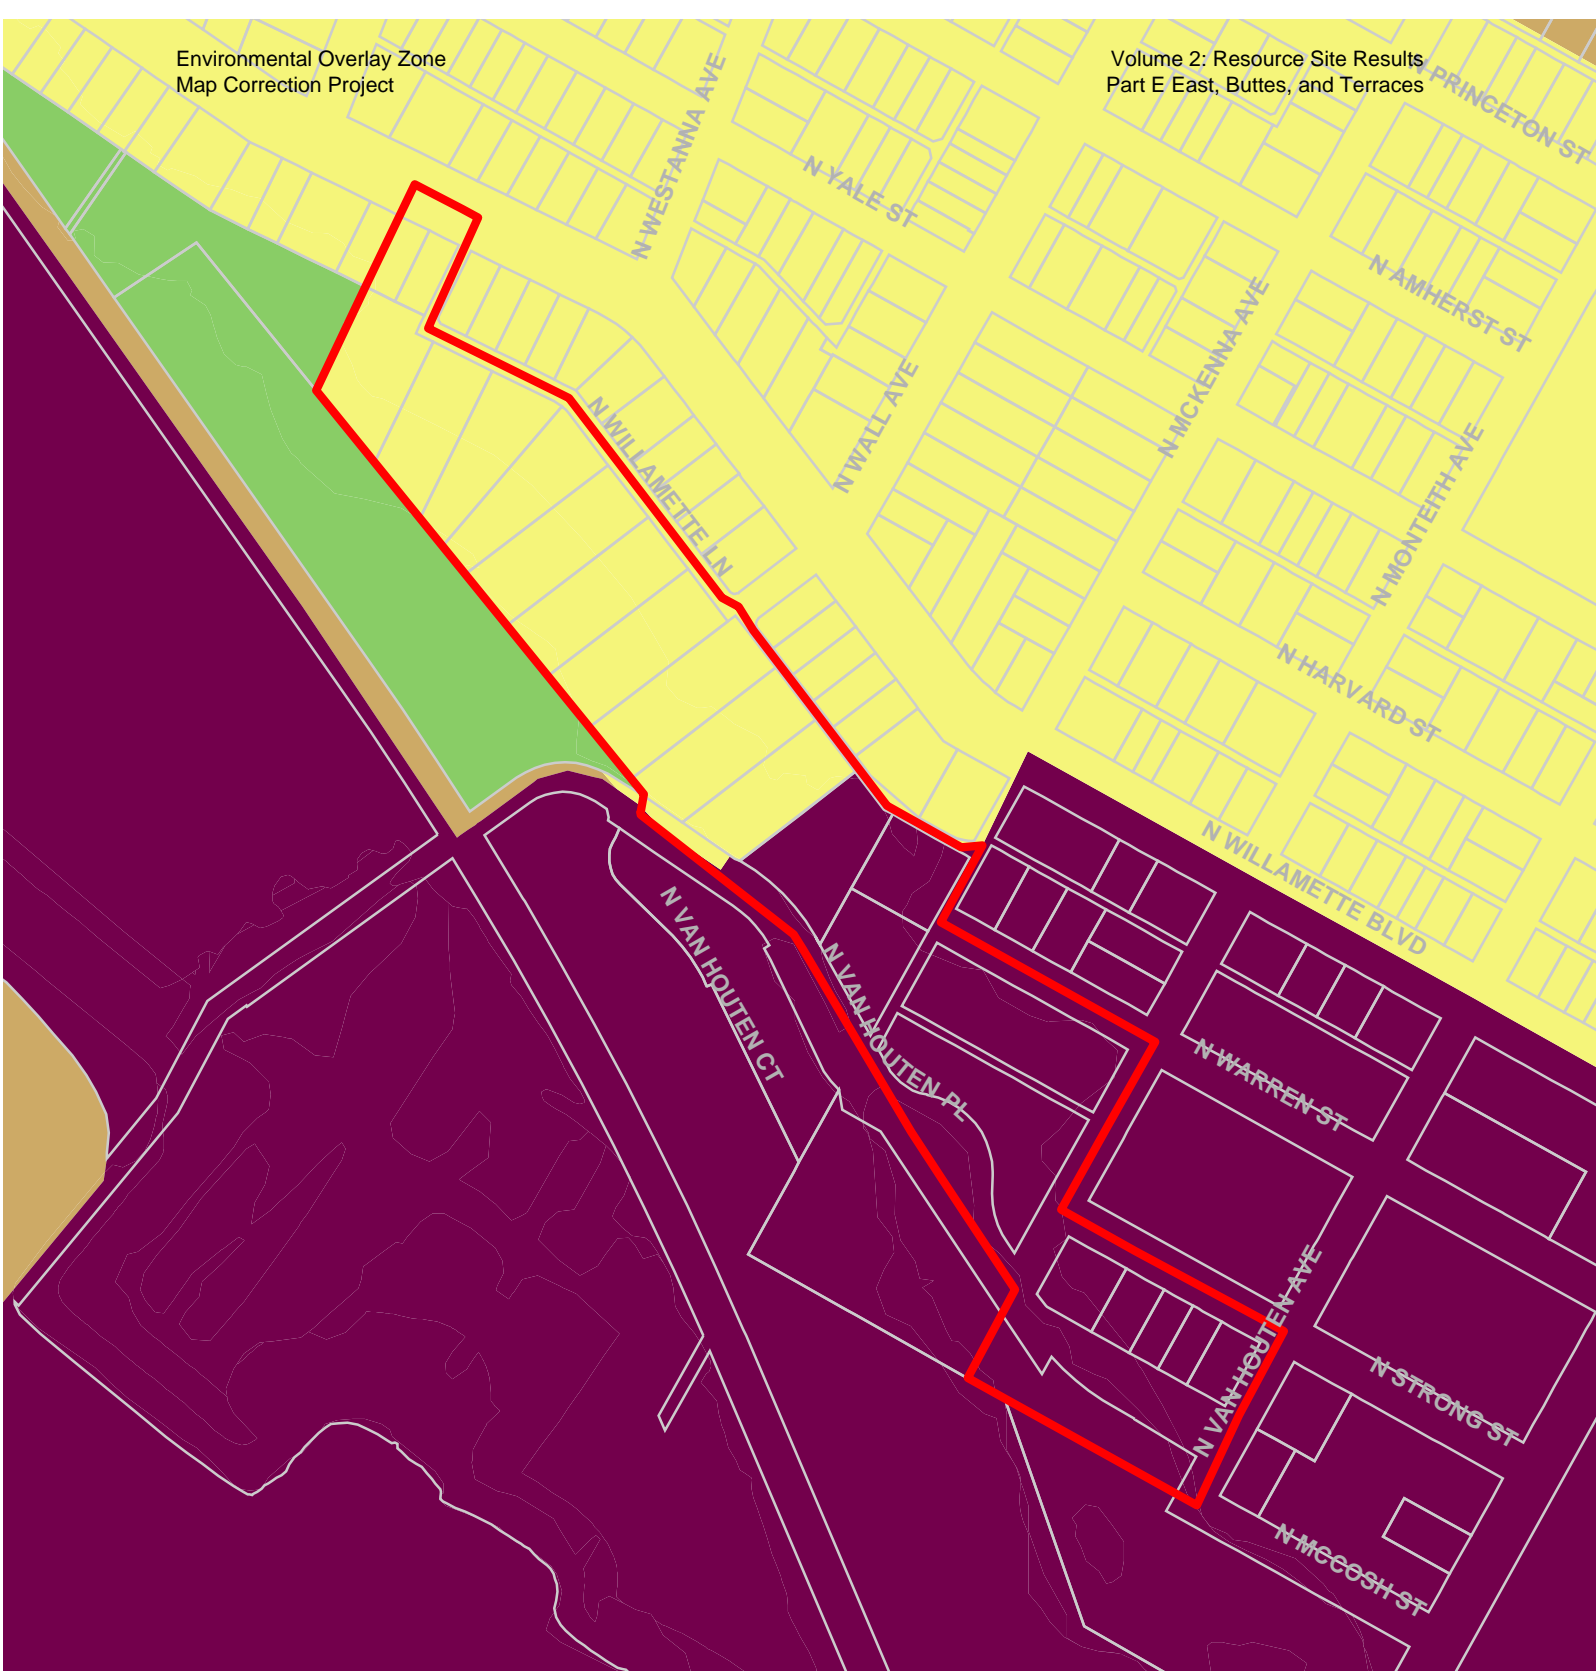 Environmental Overlay Zone
Map Correction Project
Volume 2: Resource Site Results
Part E East, Buttes, and Terraces
N PRINCETON ST
N WESTANNA AVE
N YALE ST
N AMHERST ST
N MCKENNA AVE
N WALL AVE
N WILLAMETTE LN
N MONTEITH AVE
N HARVARD ST
N WILLAMETTE BLVD
N VAN HOUTEN CT
N VAN HOUTEN PL
N WARREN ST
N VAN HOUTEN AVE
N STRONG ST
N MCCOSH ST